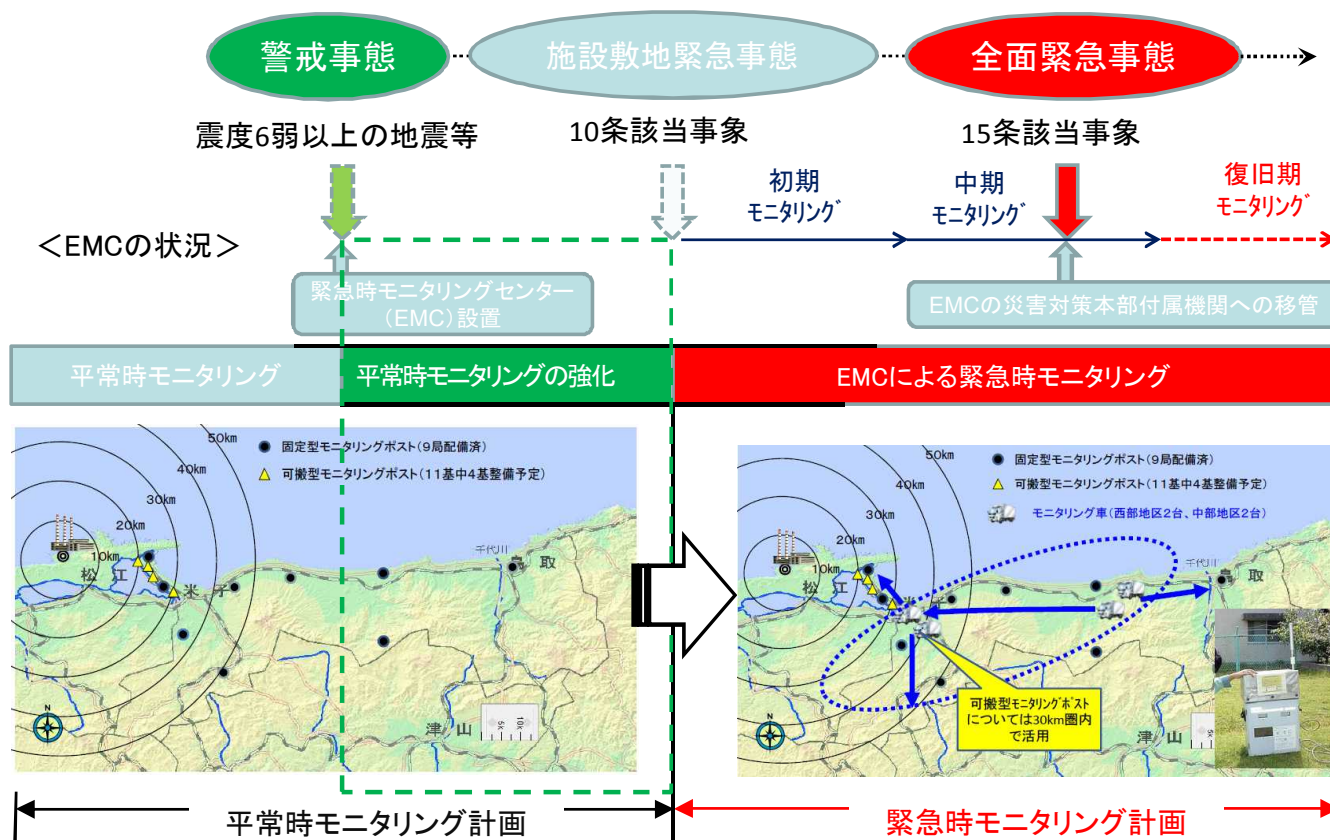 警戒事態
施設敷地緊急事態
全面緊急事態
震度6弱以上の地震等
10条該当事象
15条該当事象
初期
モニタリング
中期
モニタリング
復旧期
モニタリング
＜EMCの状況＞
緊急時モニタリングセンター
（EMC）設置
EMCの災害対策本部付属機関への移管
平常時モニタリング
平常時モニタリングの強化
EMCによる緊急時モニタリング
50km
40km
30km
20km
10km
● 固定型モニタリングポスト（9局配備済）
▲ 可搬型モニタリングポスト（11基中4基整備予定）
千代川
鳥取
松江
米子
津山
N
5k
10k
50km
40km
30km
20km
10km
● 固定型モニタリングポスト（9局配備済）
▲ 可搬型モニタリングポスト（11基中4基整備予定）
モニタリング車（西部地区2台、中部地区2台）
千代川
鳥取
松江
可搬型モニタリングポスト
については30km圏内
で活用
津山
N
5k
平常時モニタリング計画
緊急時モニタリング計画